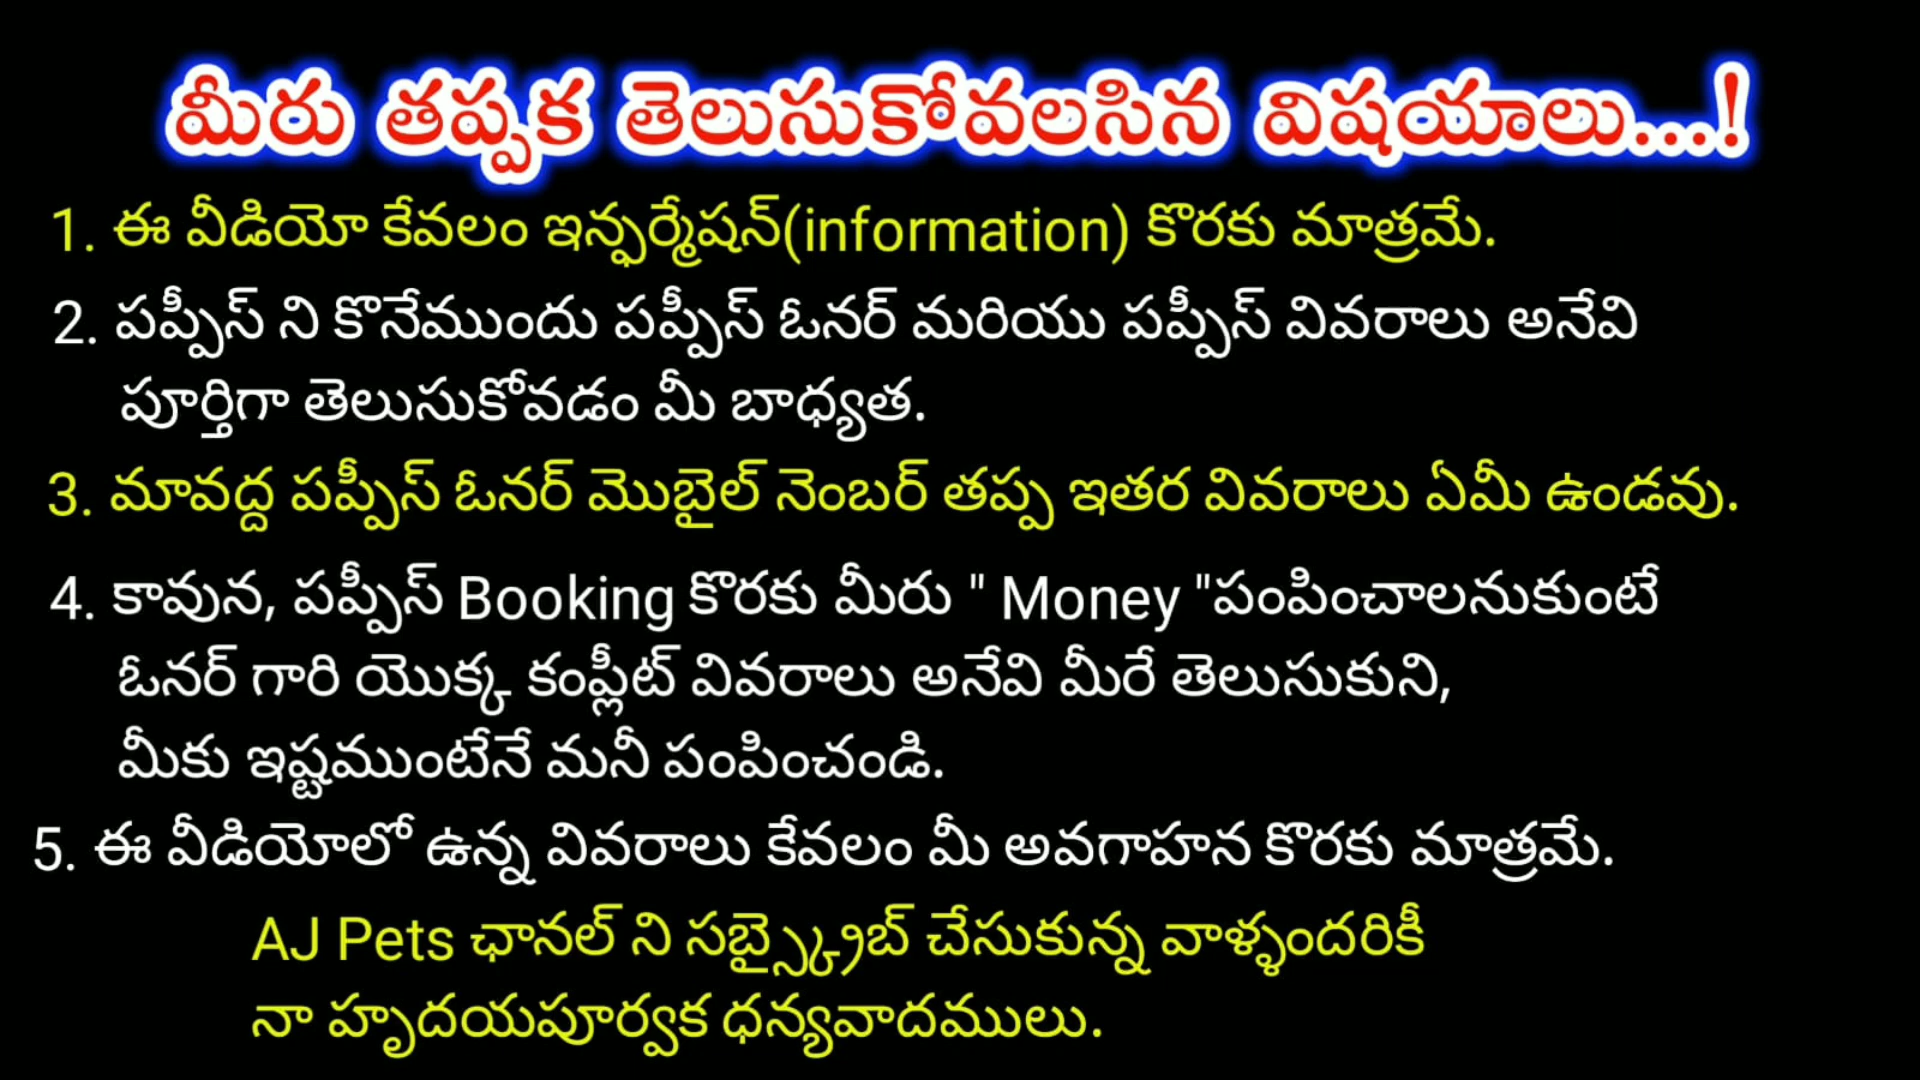 మీరు తప్పక తెలుసుకోవలసిన విషయాలు...!
1. ఈ వీడియో కేవలం ఇన్ఫర్మేషన్(information) కొరకు మాత్రమే.
2. పప్పీస్ ని కొనేముందు పప్పీస్ ఓనర్ మరియు పప్పీస్ వివరాలు అనేవి
పూర్తిగా తెలుసుకోవడం మీ బాధ్యత.
3. మావద్ద పప్పీస్ ఓనర్ మొబైల్ నెంబర్ తప్ప ఇతర వివరాలు ఏమీ ఉండవు.
4. కావున, పప్పీస్ Booking కొరకు మీరు " Money "పంపించాలనుకుంటే
ఓనర్ గారి యొక్క కంప్లీట్ వివరాలు అనేవి మీరే తెలుసుకుని,
మీకు ఇష్టముంటేనే మనీ పంపించండి.
5. ఈ వీడియోలో ఉన్న వివరాలు కేవలం మీ అవగాహన కొరకు మాత్రమే.
AJ Pets ఛానల్ ని సబ్స్క్రైబ్ చేసుకున్న వాళ్ళందరికీ
నా హృదయపూర్వక ధన్యవాదములు.